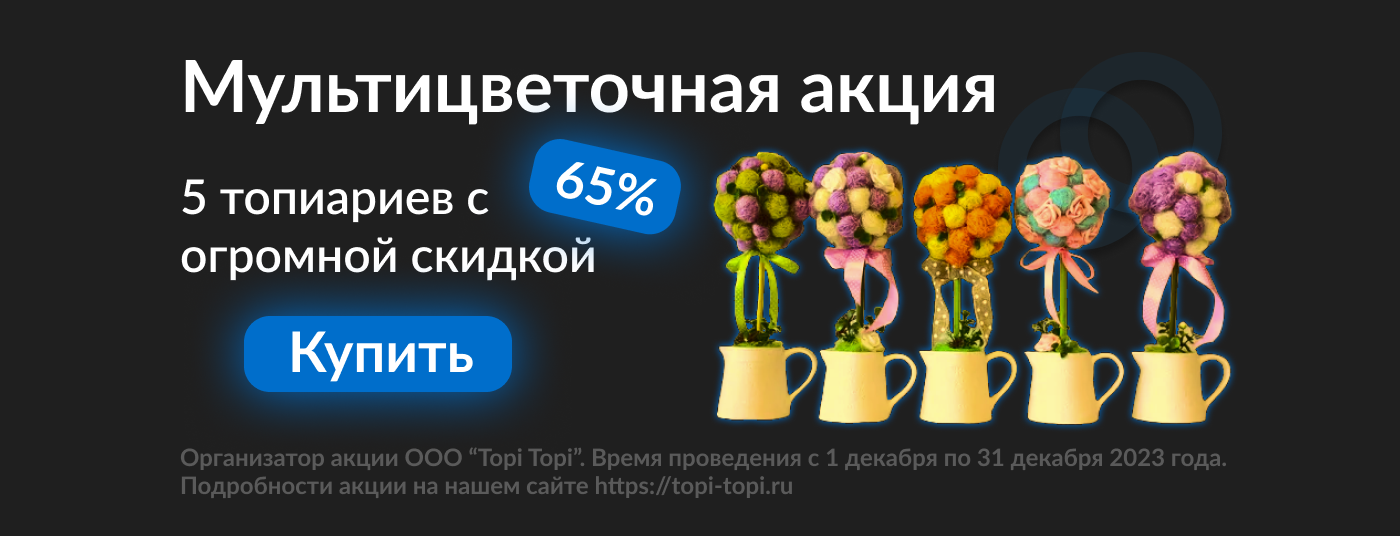 Мультицветочная акция
5 топиариев с
65%
огромной скидкой
Купить
Организатор акции ООО “Topi Topi”. Время проведения с 1 декабря по 31 декабря 2023 года.
Подробности акции на нашем сайте https://topi-topi.ru